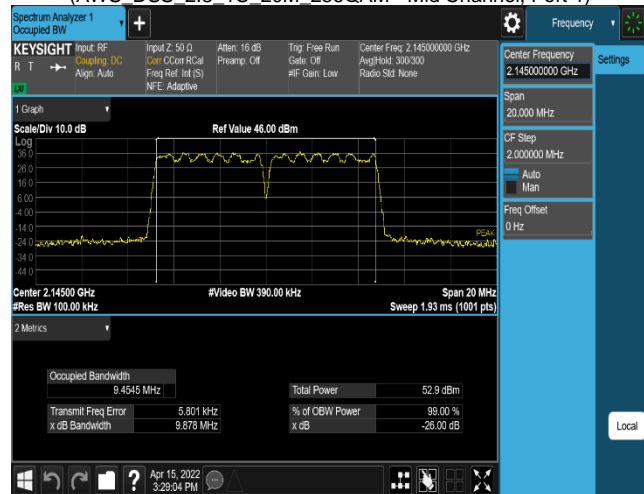 Spectrum Analyzer 1
Occupied BW
Frequency
KEYSIGHT
R T
LM
Input: RF
Coupling: DC
Align: Auto
Input Z: 50 Ω
Corr CCorr RCal
Freq Ref: Int (S)
NFE: Adaptive
Atten: 16 dB
Preamp: Off
Trig: Free Run
Gate: Off
#IF Gain: Low
Center Freq: 2.145000000 GHz
Avg|Hold: 300/300
Radio Std: None
Center Frequency
2.145000000 GHz
Settings
Span
20.000 MHz
CF Step
2.000000 MHz
Auto
Man
Freq Offset
0 Hz
1 Graph
Scale/Div 10.0 dB
Ref Value 46.00 dBm
Log
36.0
26.0
16.0
6.00
-4.00
-14.0
-24.0
-34.0
-44.0
PEAK
Center 2.14500 GHz
#Video BW 390.00 kHz
Span 20 MHz
#Res BW 100.00 kHz
Sweep 1.93 ms (1001 pts)
2 Metrics
Occupied Bandwidth
9.4545 MHz
Total Power 52.9 dBm
Transmit Freq Error 5.801 kHz
% of OBW Power 99.00 %
x dB Bandwidth 9.878 MHz
x dB -26.00 dB
Local
Apr 15, 2022
3:29:04 PM